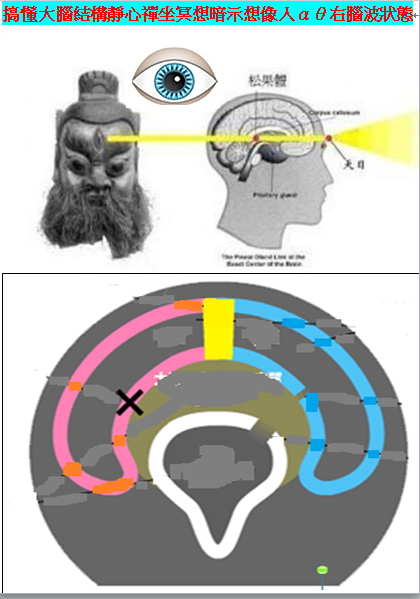 搞懂大腦結構靜心禪坐冥想暗示想像人αθ右腦波狀態
松果體
Corpus callosum
天目
Pituitary gland
The Pineal Gland Lies at the
Exact Center of the Brain